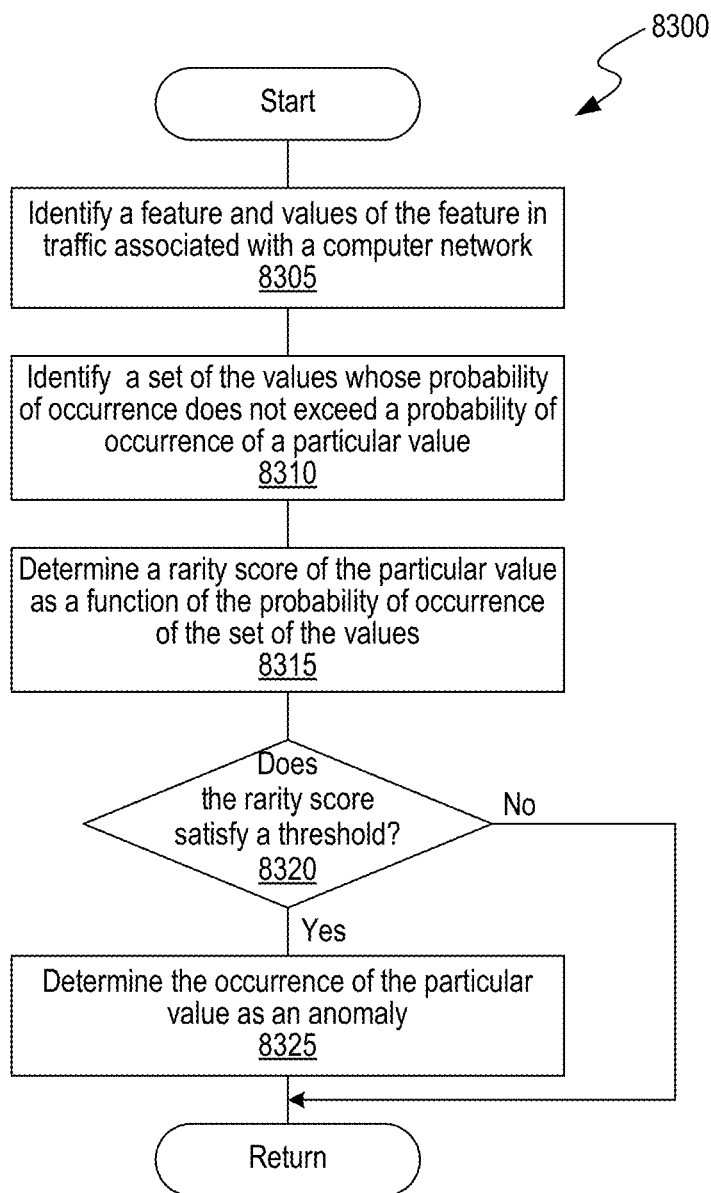 8300
Start
Identify a feature and values of the feature in
traffic associated with a computer network
8305
Identify a set of the values whose probability
of occurrence does not exceed a probability of
occurrence of a particular value
8310
Determine a rarity score of the particular value
as a function of the probability of occurrence
of the set of the values
8315
Does
the rarity score
satisfy a threshold?
8320
No
Yes
Determine the occurrence of the particular
value as an anomaly
8325
Return